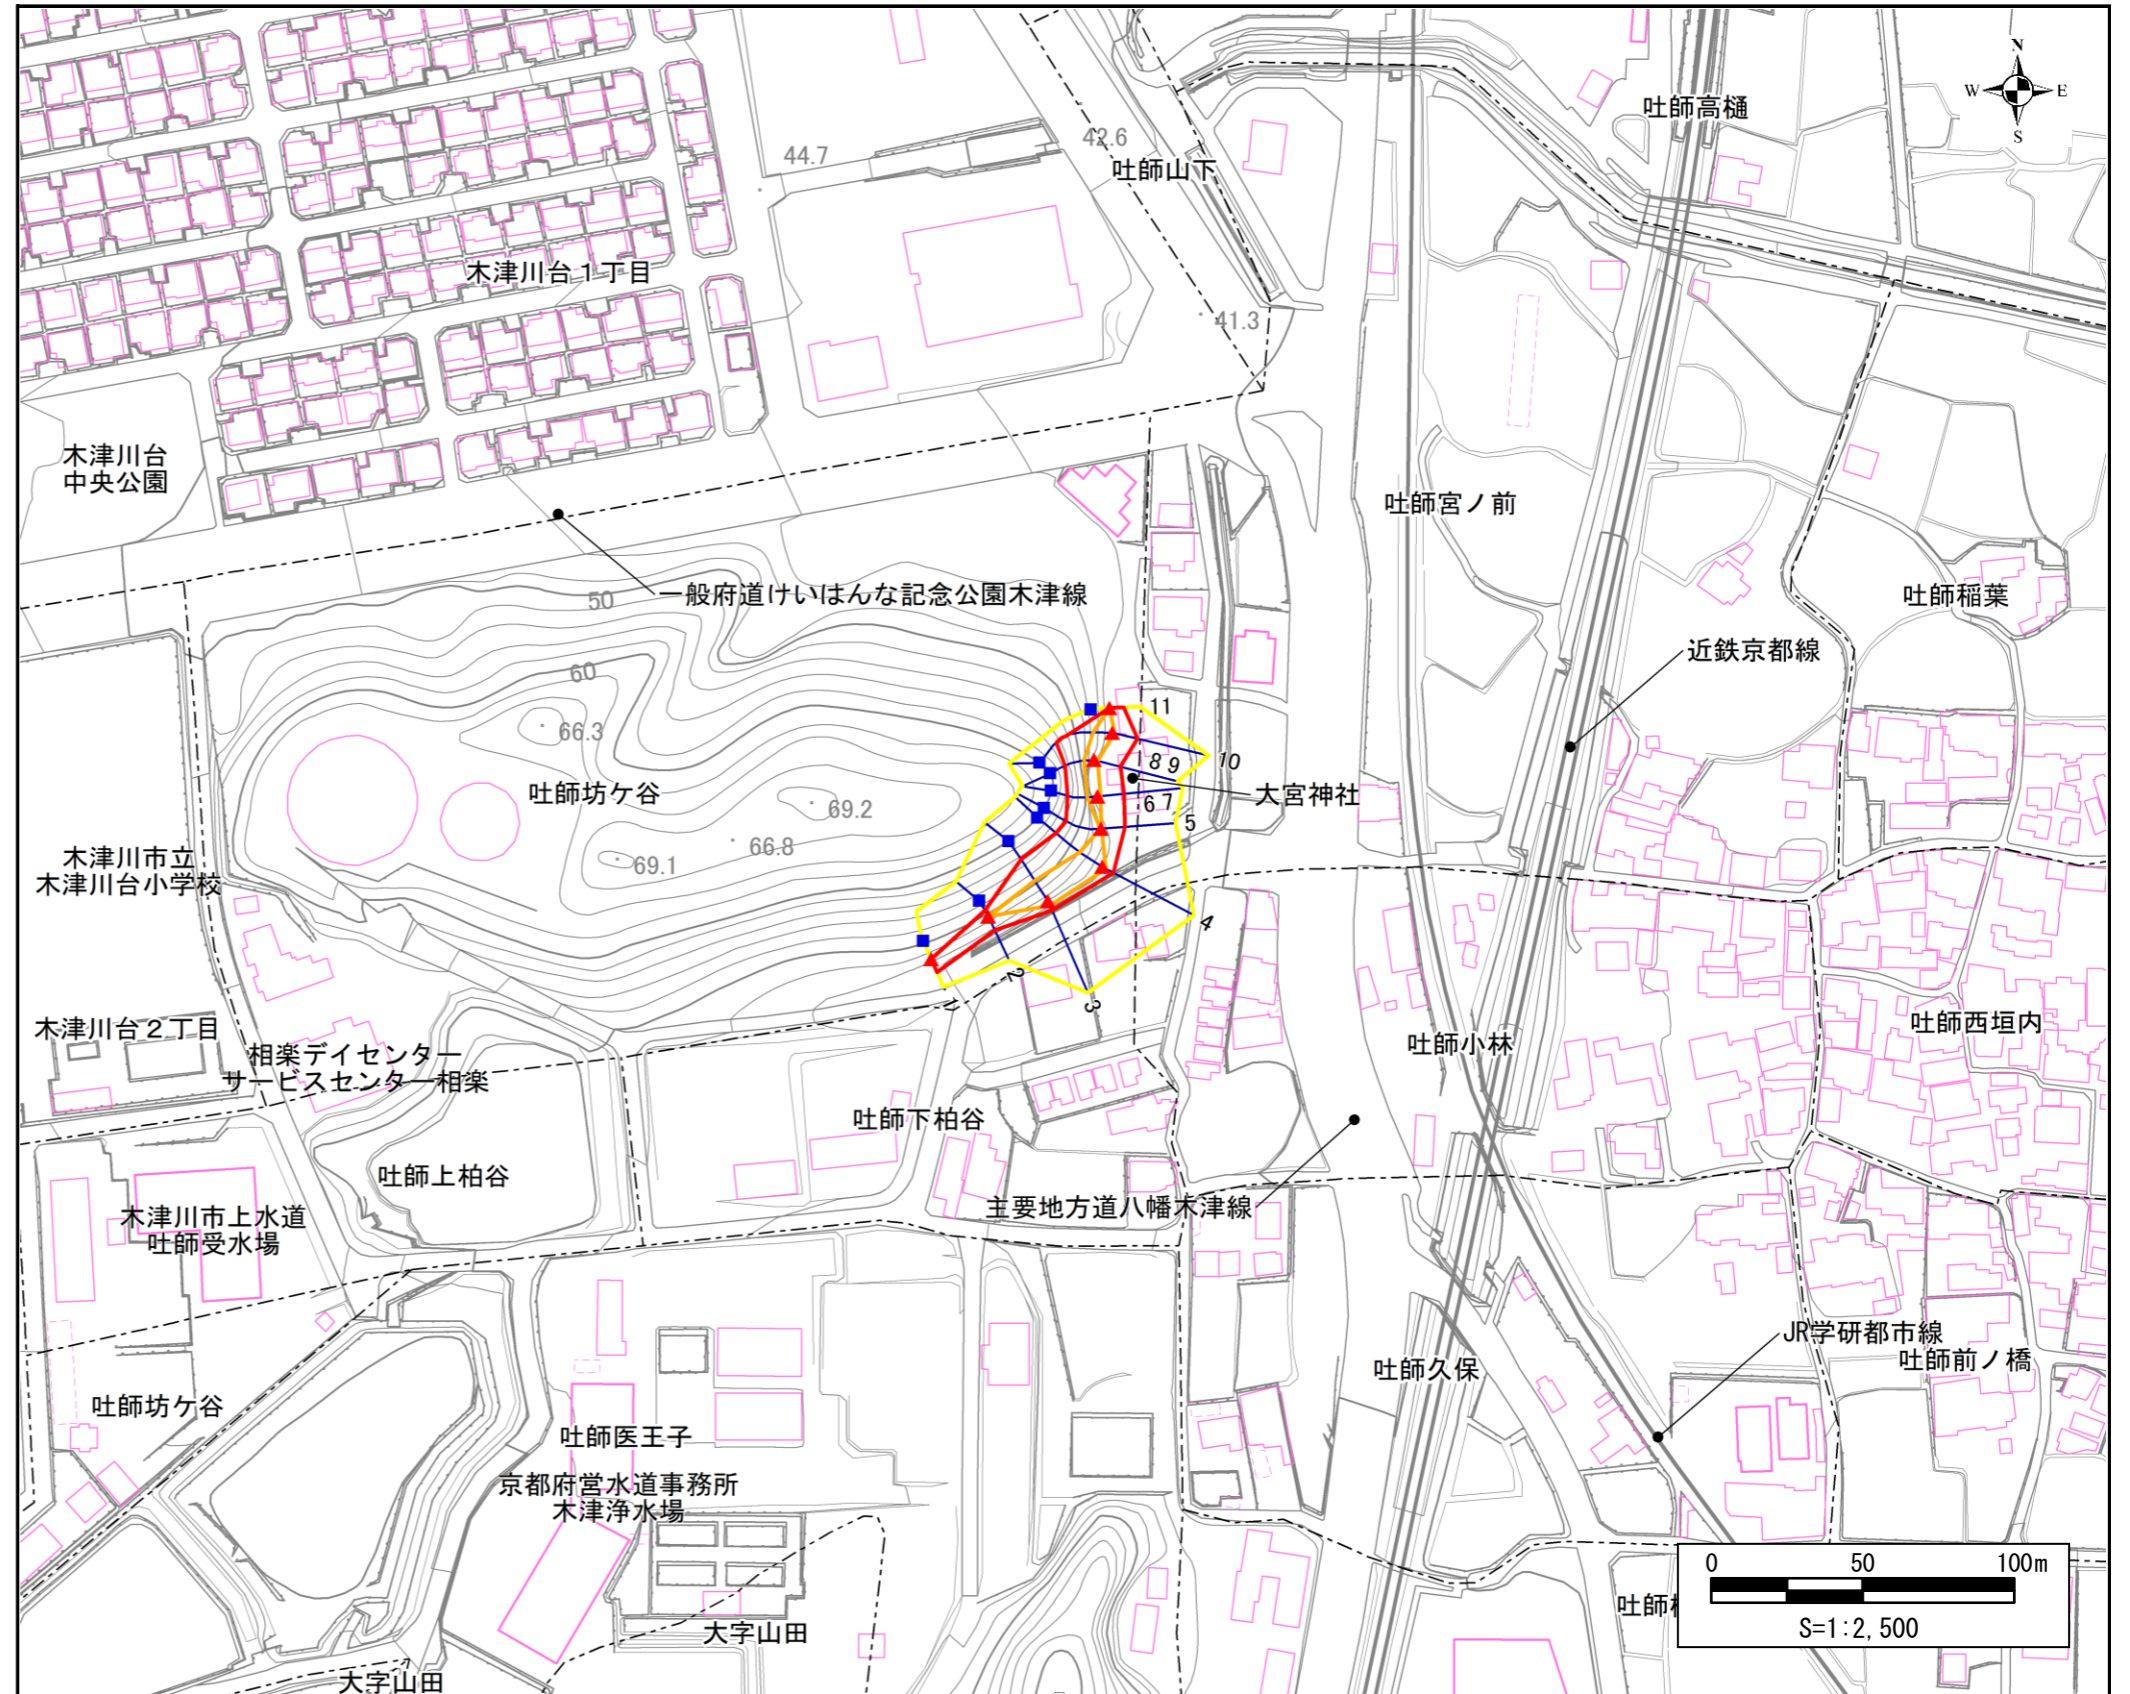 N
W E
S
吐師高樋
44.7
42.6
吐師山下
木津川台1丁目
41.3
木津川台
中央公園
吐師宮ノ前
一般府道けいはんな記念公園木津線
50
吐師稲葉
近鉄京都線
60
66.3
11
10
8 9
吐師坊ケ谷
大宮神社
6 7
69.2
5
木津川市立
木津川台小学校
66.8
69.1
4
2
3
木津川台2丁目
吐師西垣内
吐師小林
相楽デイセンター
サービスセンター相楽
吐師下柏谷
吐師上柏谷
主要地方道八幡木津線
木津川市上水道
吐師受水場
JR学研都市線
吐師前ノ橋
吐師久保
吐師坊ケ谷
吐師医王子
京都府営水道事務所
木津浄水場
0 50 100m
S=1:2,500
吐師
大字山田
大字山田